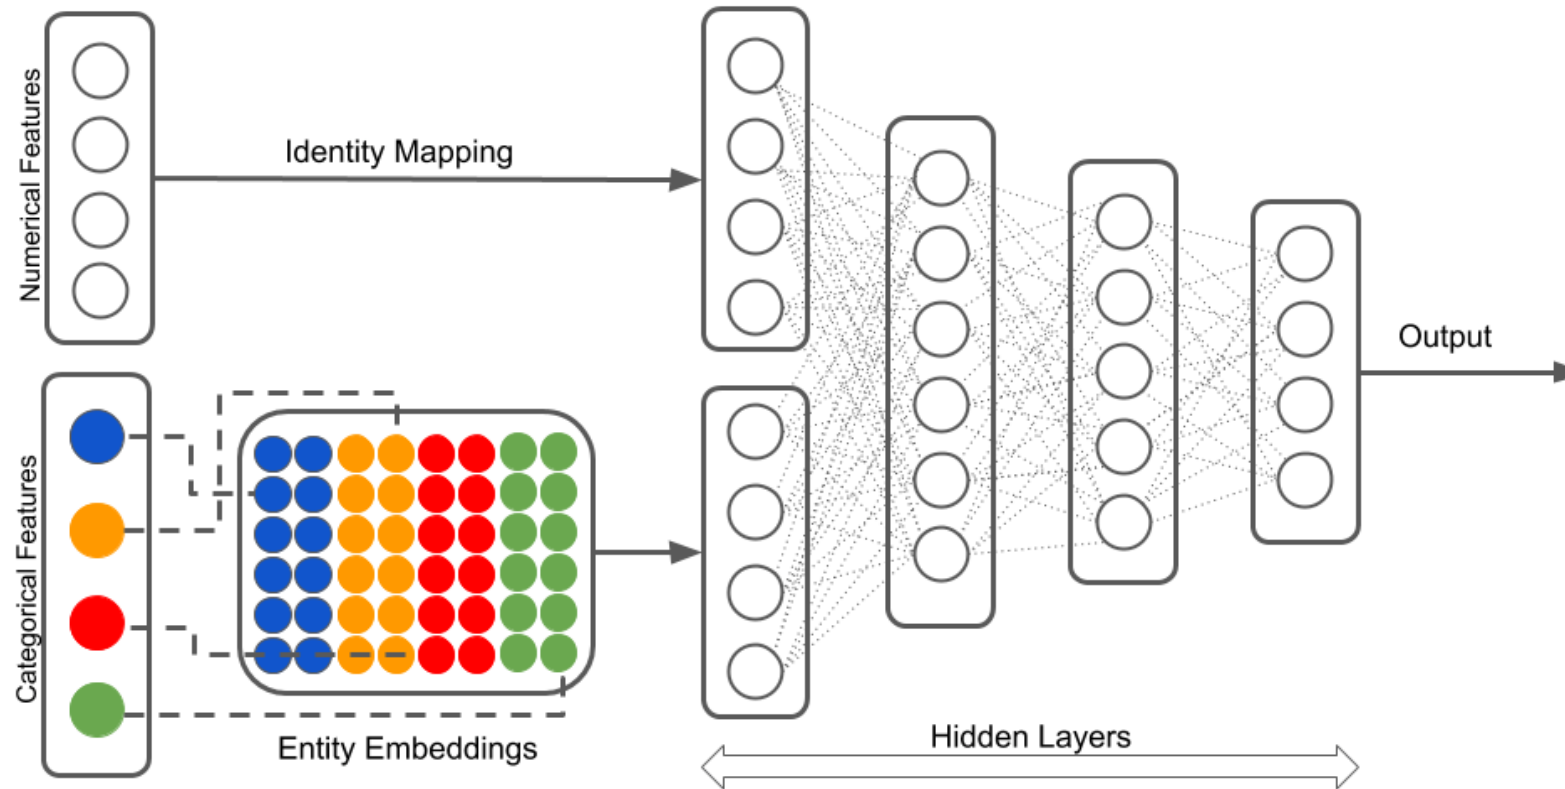 Numerical Features
Identity Mapping
Output
Categorical Features
Entity Embeddings
Hidden Layers